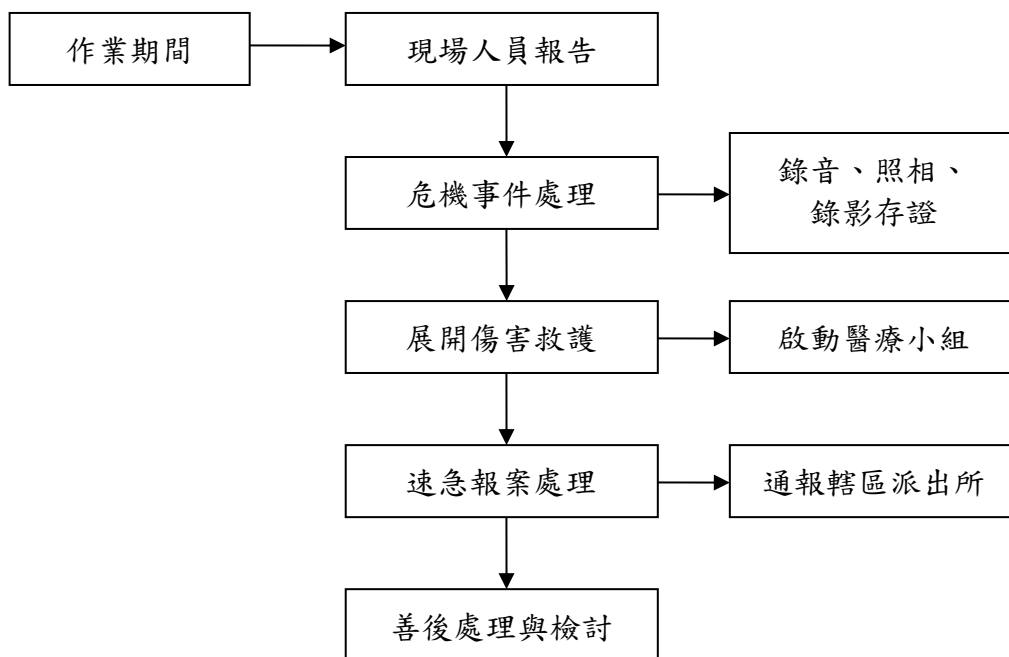 作業期間
現場人員報告
危機事件處理
錄音、照相、
錄影存證
展開傷害救護
啟動醫療小組
速急報案處理
通報轄區派出所
善後處理與檢討